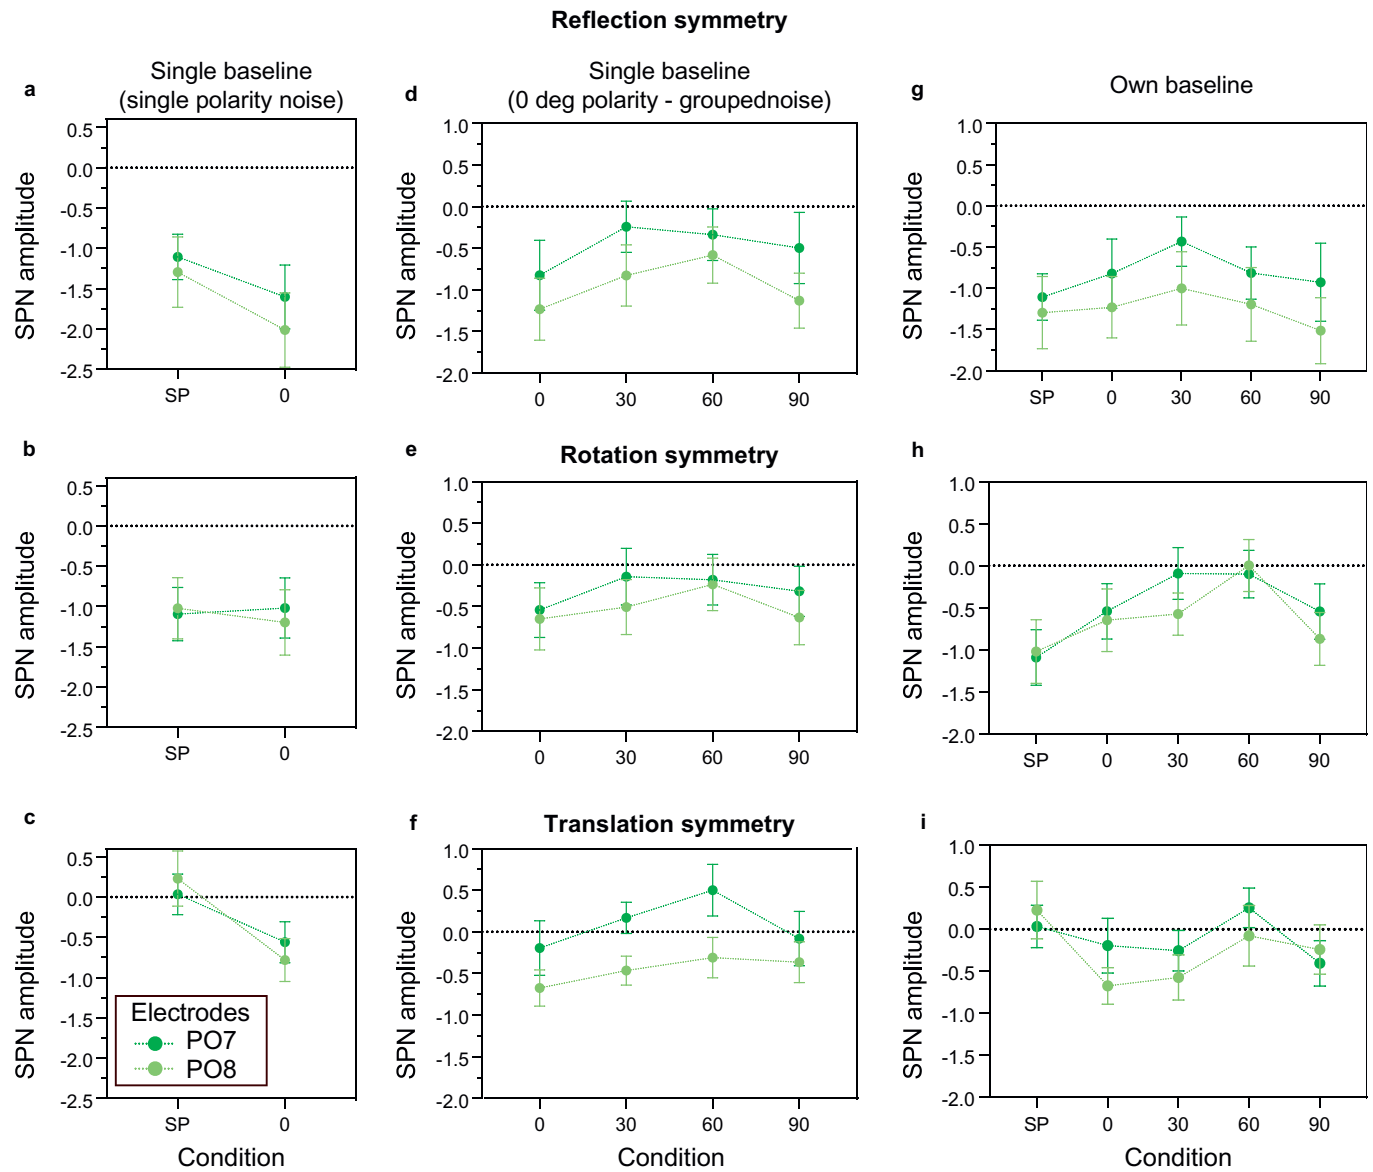 Reflection symmetry
a
Single baseline
(single polarity noise)
d
Single baseline
(0 deg polarity - groupednoise)
g
Own baseline
SPN amplitude
0.5
0.0
-0.5
-1.0
-1.5
-2.0
-2.5
SP 0
SPN amplitude
1.0
0.5
0.0
-0.5
-1.0
-1.5
-2.0
0 30 60 90
SPN amplitude
1.0
0.5
0.0
-0.5
-1.0
-1.5
-2.0
SP 0 30 60 90
Rotation symmetry
b
e
h
SPN amplitude
0.5
0.0
-0.5
-1.0
-1.5
-2.0
-2.5
SP 0
SPN amplitude
1.0
0.5
0.0
-0.5
-1.0
-1.5
-2.0
0 30 60 90
SPN amplitude
1.0
0.5
0.0
-0.5
-1.0
-1.5
-2.0
SP 0 30 60 90
Translation symmetry
c
f
i
SPN amplitude
0.5
0.0
-0.5
-1.0
-1.5
-2.0
-2.5
Electrodes
PO7
PO8
SP 0
Condition
SPN amplitude
1.0
0.5
0.0
-0.5
-1.0
-1.5
-2.0
0 30 60 90
Condition
SPN amplitude
1.0
0.5
0.0
-0.5
-1.0
-1.5
-2.0
SP 0 30 60 90
Condition